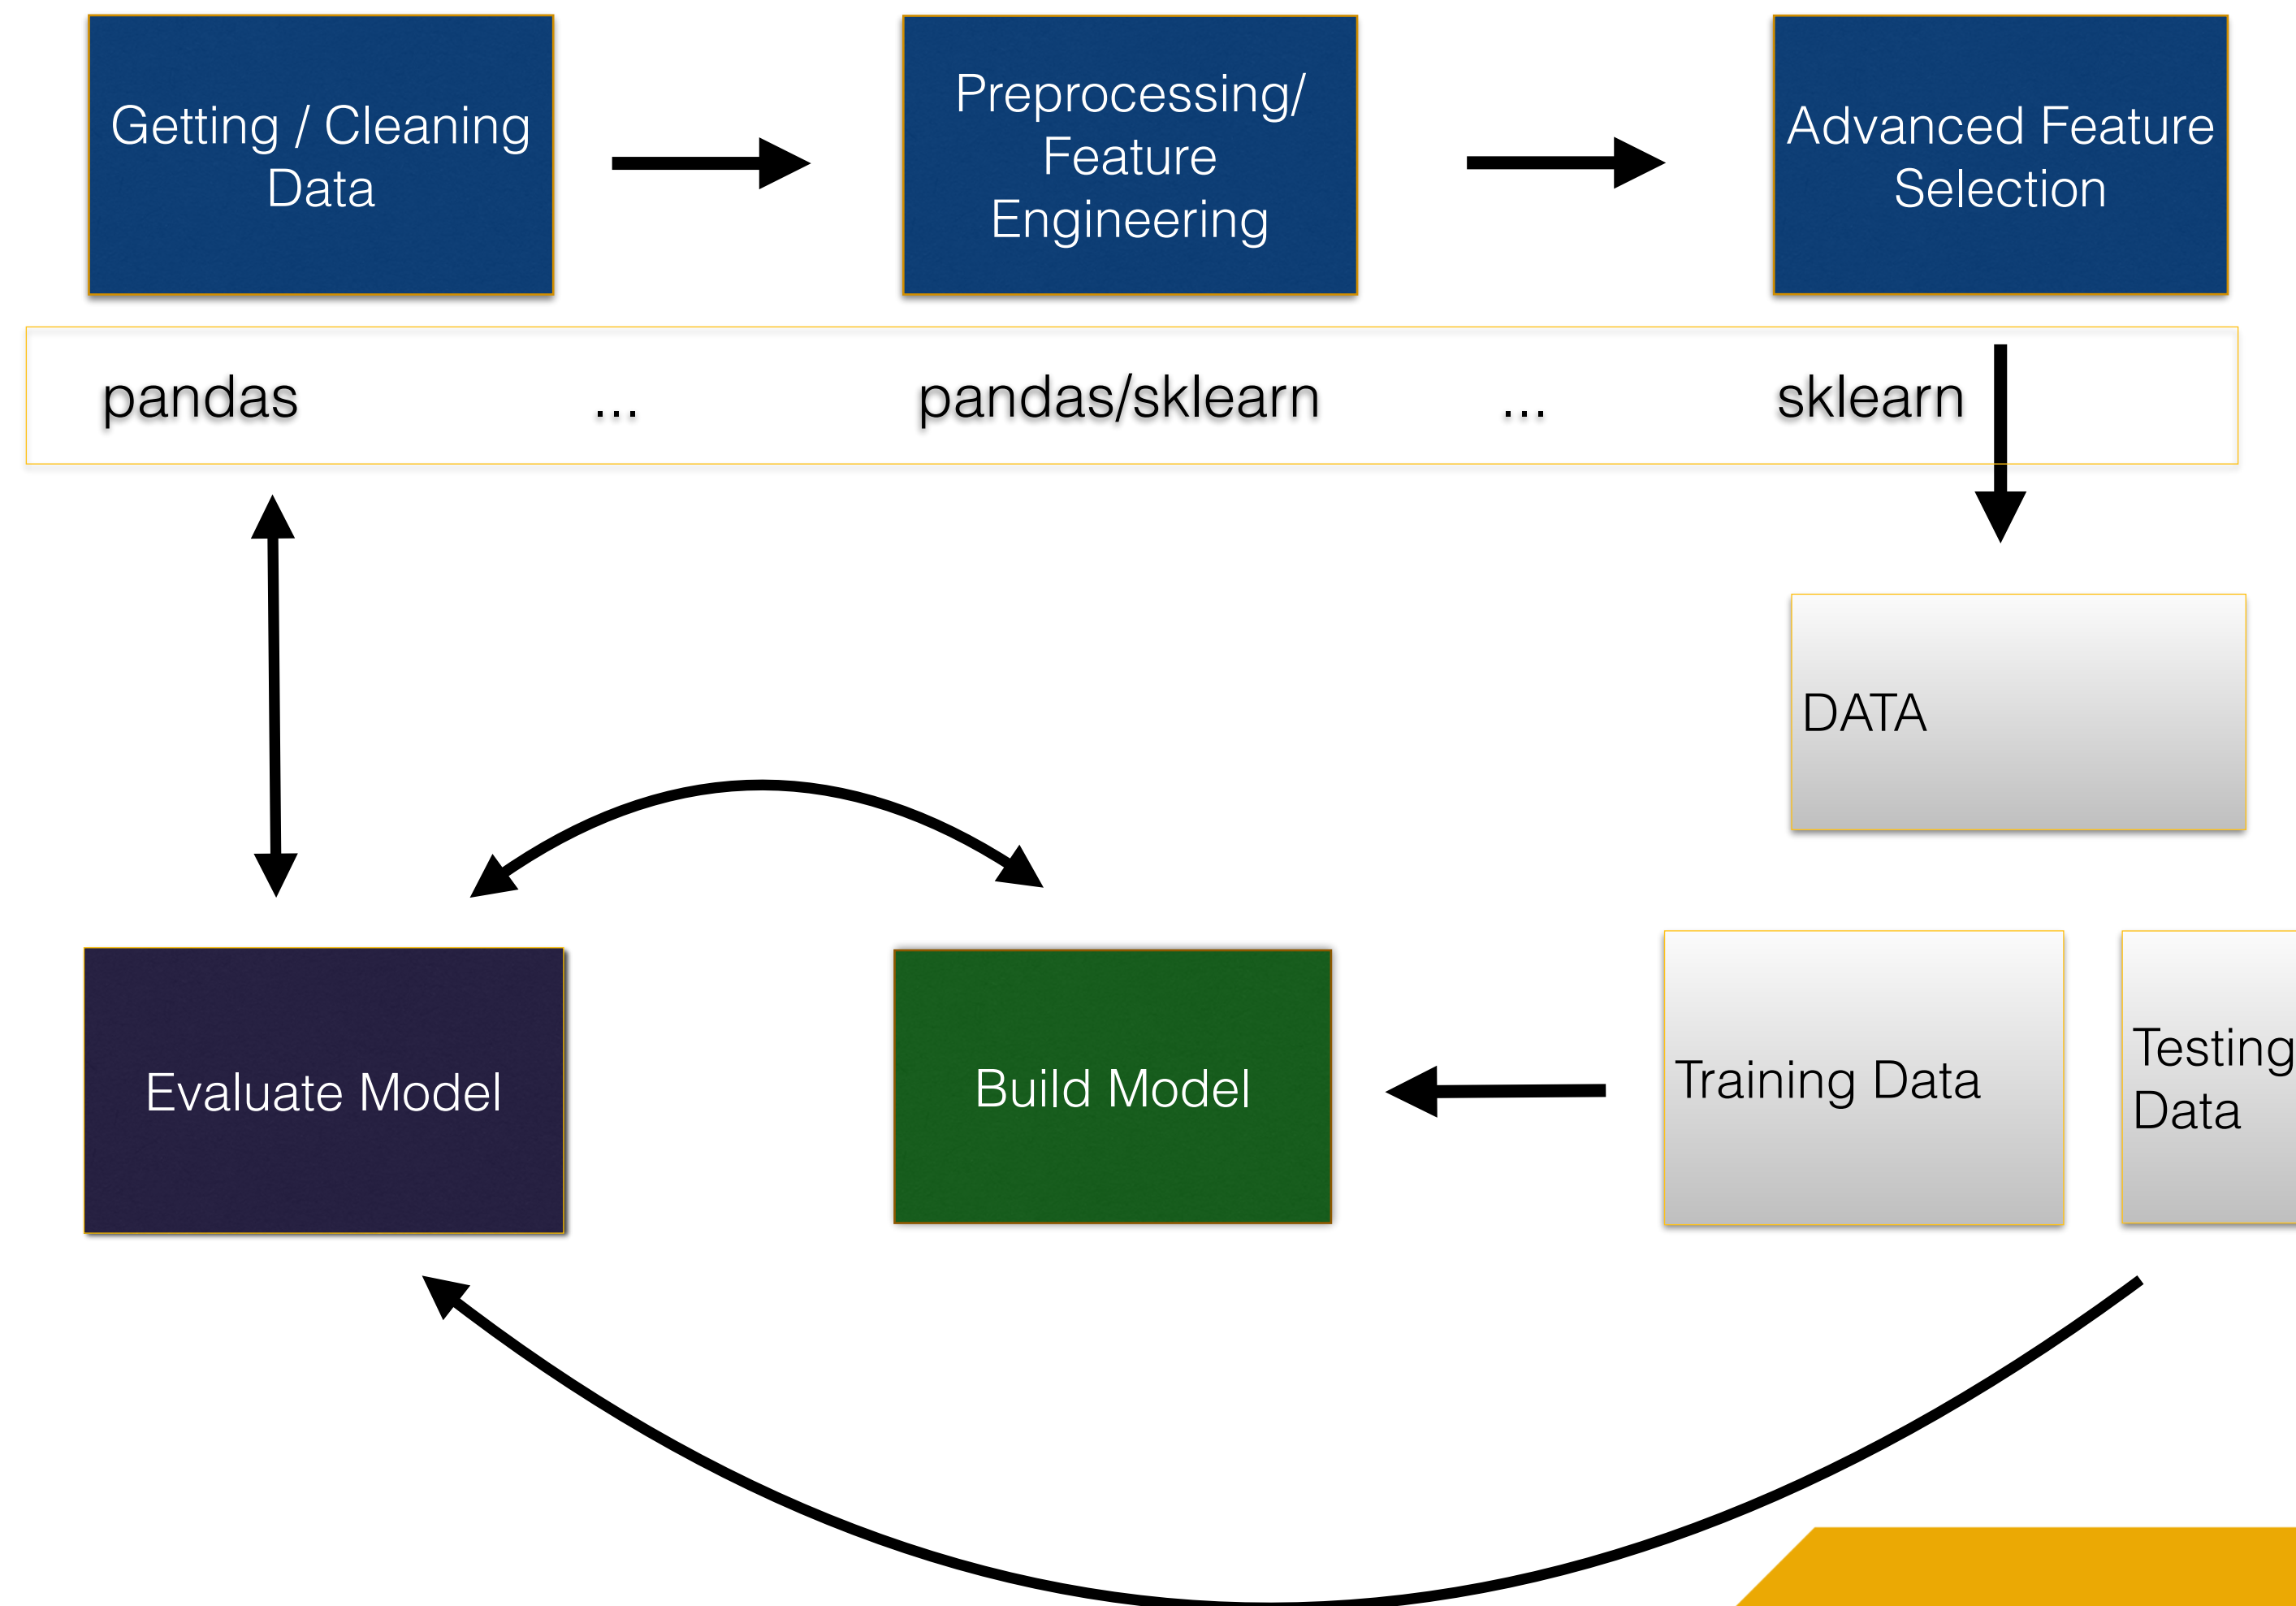 Getting / Cleaning
Data
Preprocessing/
Feature
Engineering
Advanced Feature
Selection
pandas ... pandas/sklearn ... sklearn
DATA
Evaluate Model
Build Model
Training Data
Testing
Data